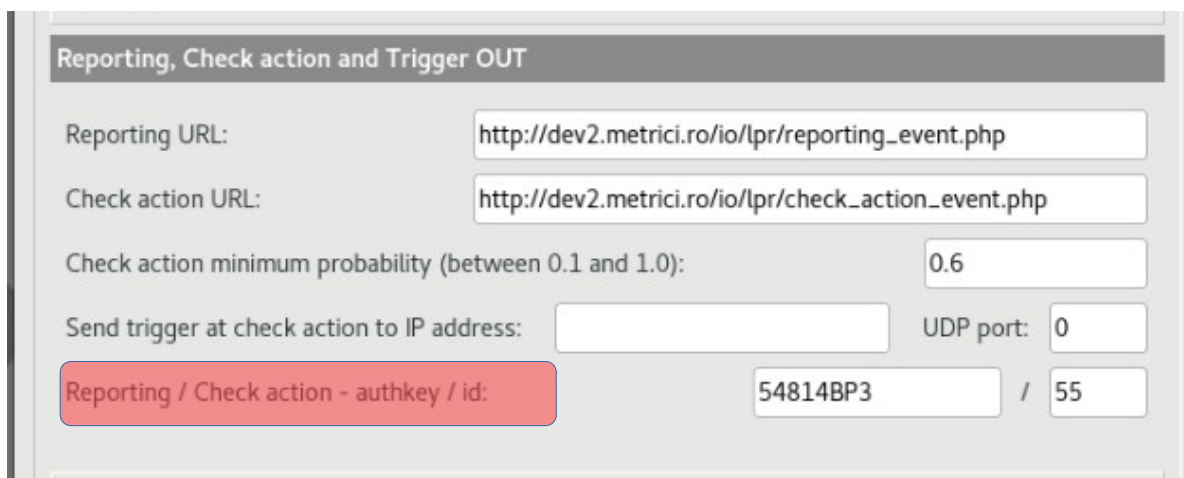 Reporting, Check action and Trigger OUT
Reporting URL: http://dev2.metrici.ro/io/lpr/reporting_event.php
Check action URL: http://dev2.metrici.ro/io/lpr/check_action_event.php
Check action minimum probability (between 0.1 and 1.0): 0.6
Send trigger at check action to IP address: UDP port: 0
Reporting / Check action - authkey / id: 54814BP3 / 55